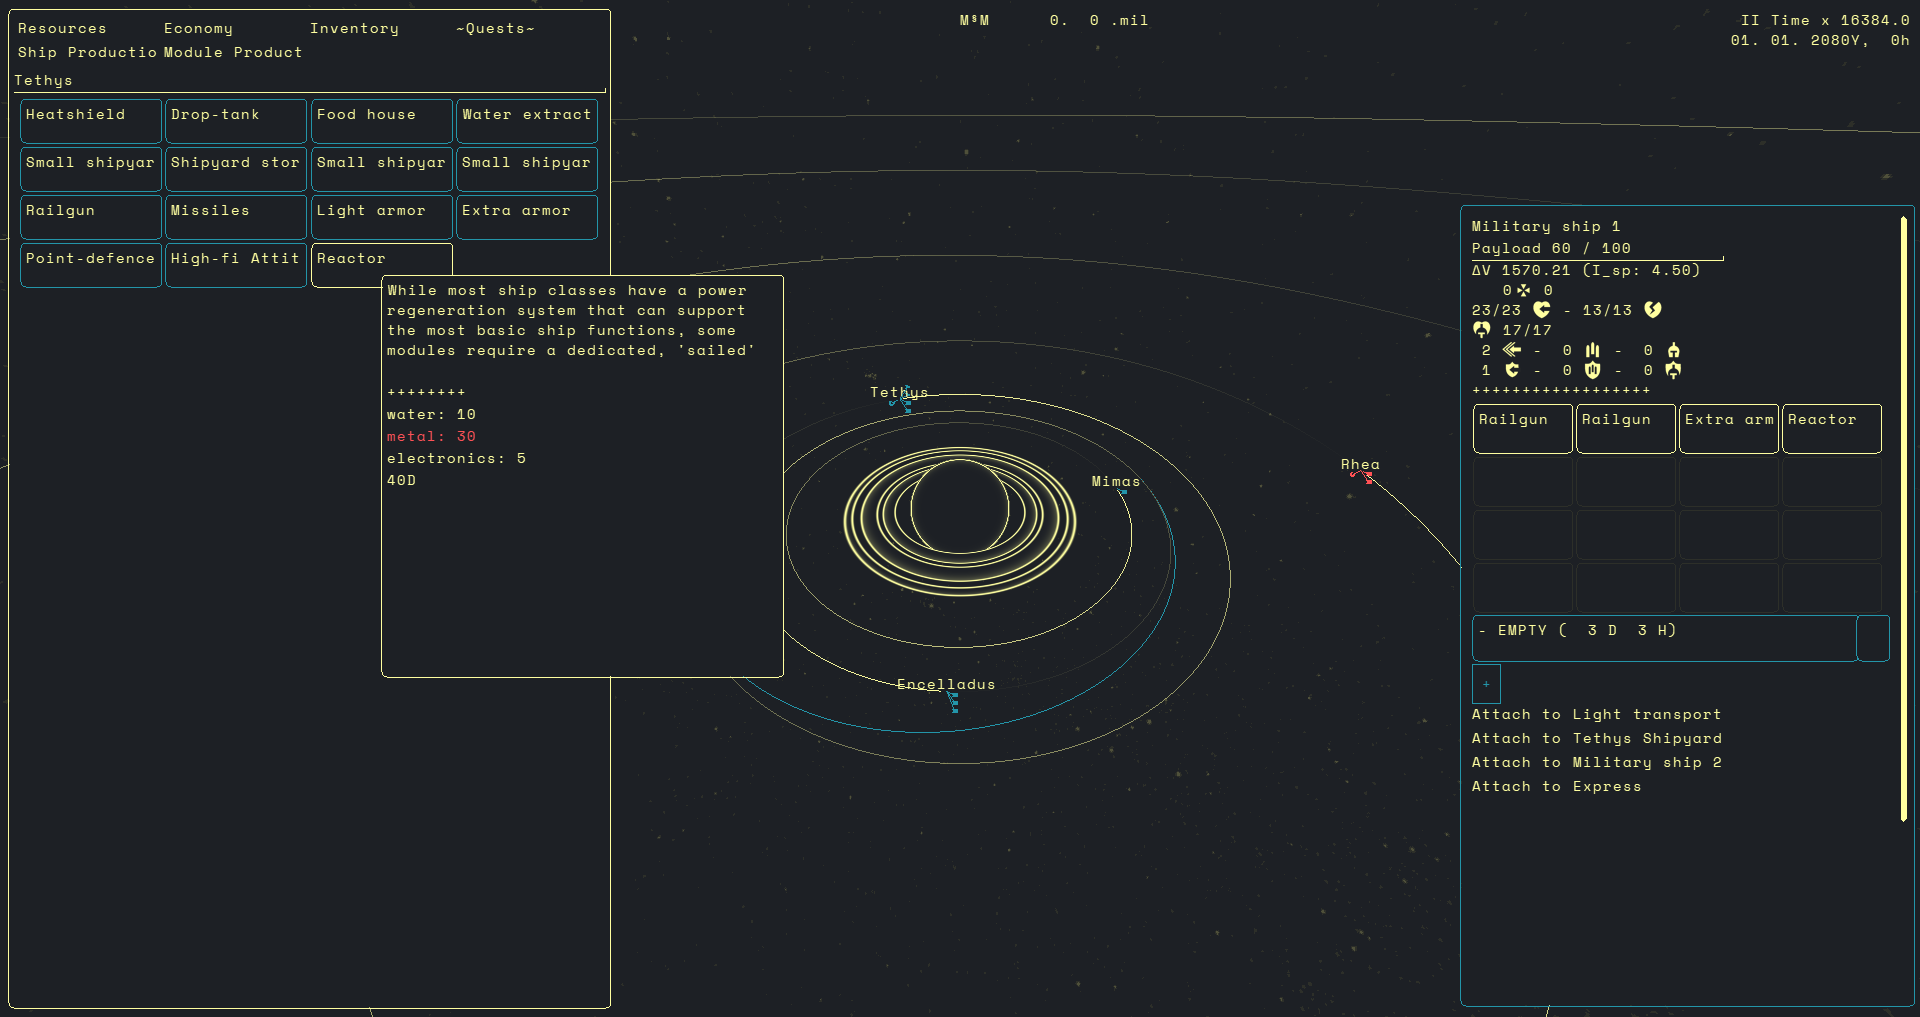 Resources Economy Inventory ~Quests~
Ship Productio Module Product
Tethys
Heatshield Drop-tank Food house Water extract
Small shipyar Shipyard stor Small shipyar Small shipyar
Railgun Missiles Light armor Extra armor
Point-defence High-fi Attit Reactor
While most ship classes have a power
regeneration system that can support
the most basic ship functions, some
modules require a dedicated, 'sailed'
++++++++
water: 10
metal: 30
electronics: 5
40D
M⁸M 0. 0 .mil
II Time x 16384.0
01. 01. 2080Y, 0h
Tethys
Mimas
Rhea
Encelladus
Military ship 1
Payload 60 / 100
ΔV 1570.21 (I_sp: 4.50)
0 0
23/23 - 13/13
17/17
2 - 0 - 0
1 - 0 - 0
++++++++++++++++++
Railgun Railgun Extra arm Reactor
- EMPTY ( 3 D 3 H)
+
Attach to Light transport
Attach to Tethys Shipyard
Attach to Military ship 2
Attach to Express